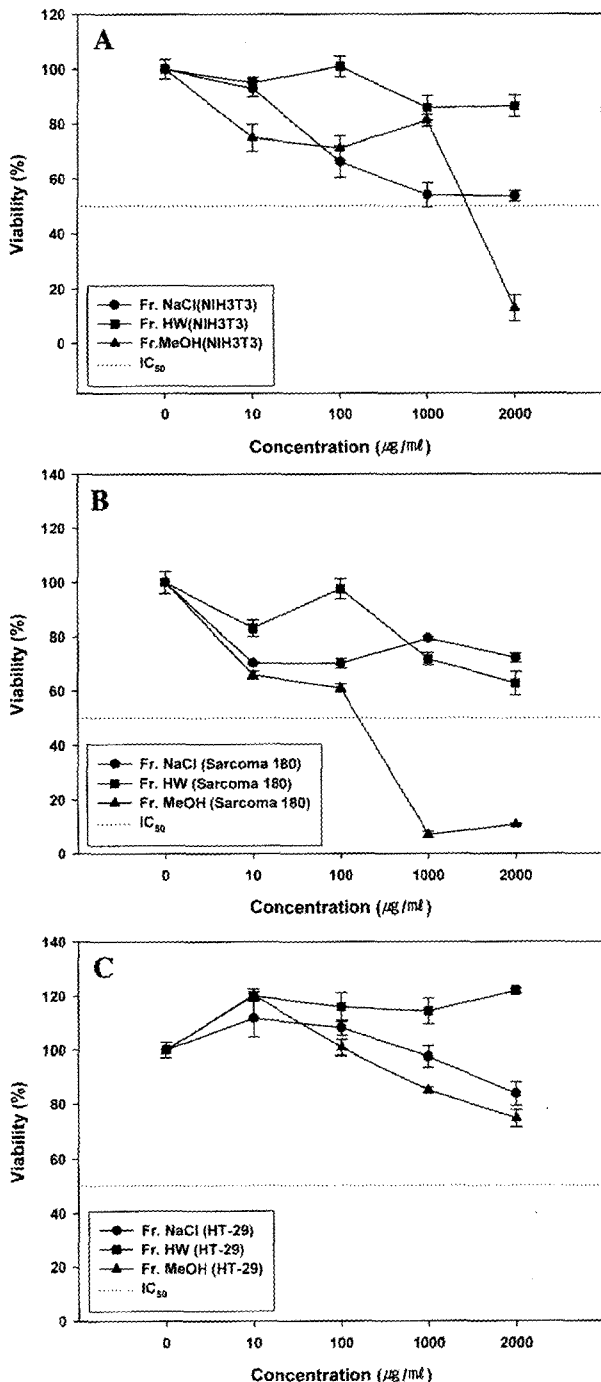 A
120
100
80
60
40
20
0
Viability (%)
Fr. NaCl(NIH3T3)
Fr. HW(NIH3T3)
Fr.MeOH(NIH3T3)
IC₅₀
0 10 100 1000 2000
Concentration (㎍/㎖)
B
140
120
100
80
60
40
20
0
Viability (%)
Fr. NaCl (Sarcoma 180)
Fr. HW (Sarcoma 180)
Fr. MeOH (Sarcoma 180)
IC₅₀
0 10 100 1000 2000
Concentration (㎍/㎖)
C
140
120
100
80
60
40
20
0
Viability (%)
Fr. NaCl (HT-29)
Fr. HW (HT-29)
Fr. MeOH (HT-29)
IC₅₀
0 10 100 1000 2000
Concentration (㎍/㎖)